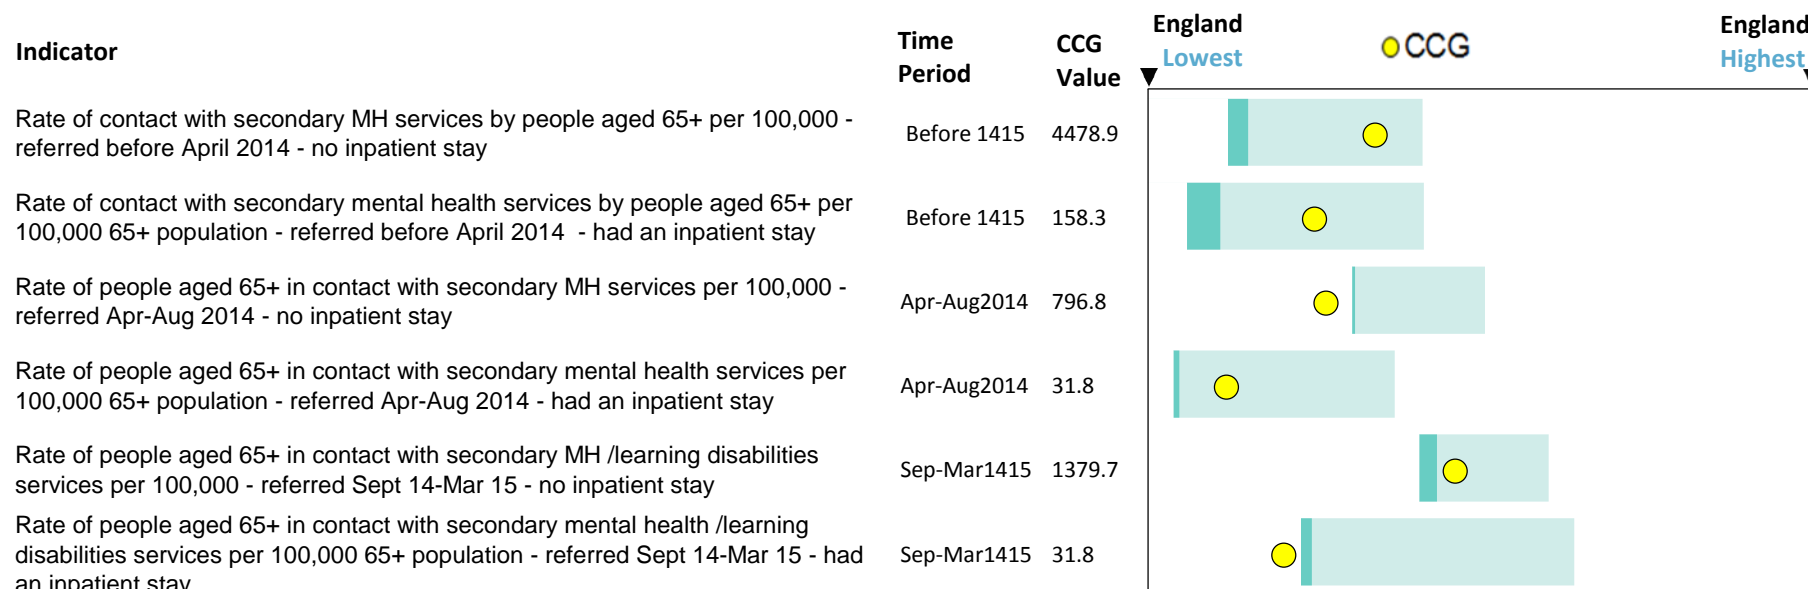 Indicator
Time
Period
CCG
Value
England
Lowest
CCG
England
Highest
Rate of contact with secondary MH services by people aged 65+ per 100,000 -
referred before April 2014 - no inpatient stay
Before 1415
4478.9
Rate of contact with secondary mental health services by people aged 65+ per
100,000 65+ population - referred before April 2014  - had an inpatient stay
Before 1415
158.3
Rate of people aged 65+ in contact with secondary MH services per 100,000 -
referred Apr-Aug 2014 - no inpatient stay
Apr-Aug2014
796.8
Rate of people aged 65+ in contact with secondary mental health services per
100,000 65+ population - referred Apr-Aug 2014 - had an inpatient stay
Apr-Aug2014
31.8
Rate of people aged 65+ in contact with secondary MH /learning disabilities
services per 100,000 - referred Sept 14-Mar 15 - no inpatient stay
Sep-Mar1415
1379.7
Rate of people aged 65+ in contact with secondary mental health /learning
disabilities services per 100,000 65+ population - referred Sept 14-Mar 15 - had
an inpatient stay
Sep-Mar1415
31.8